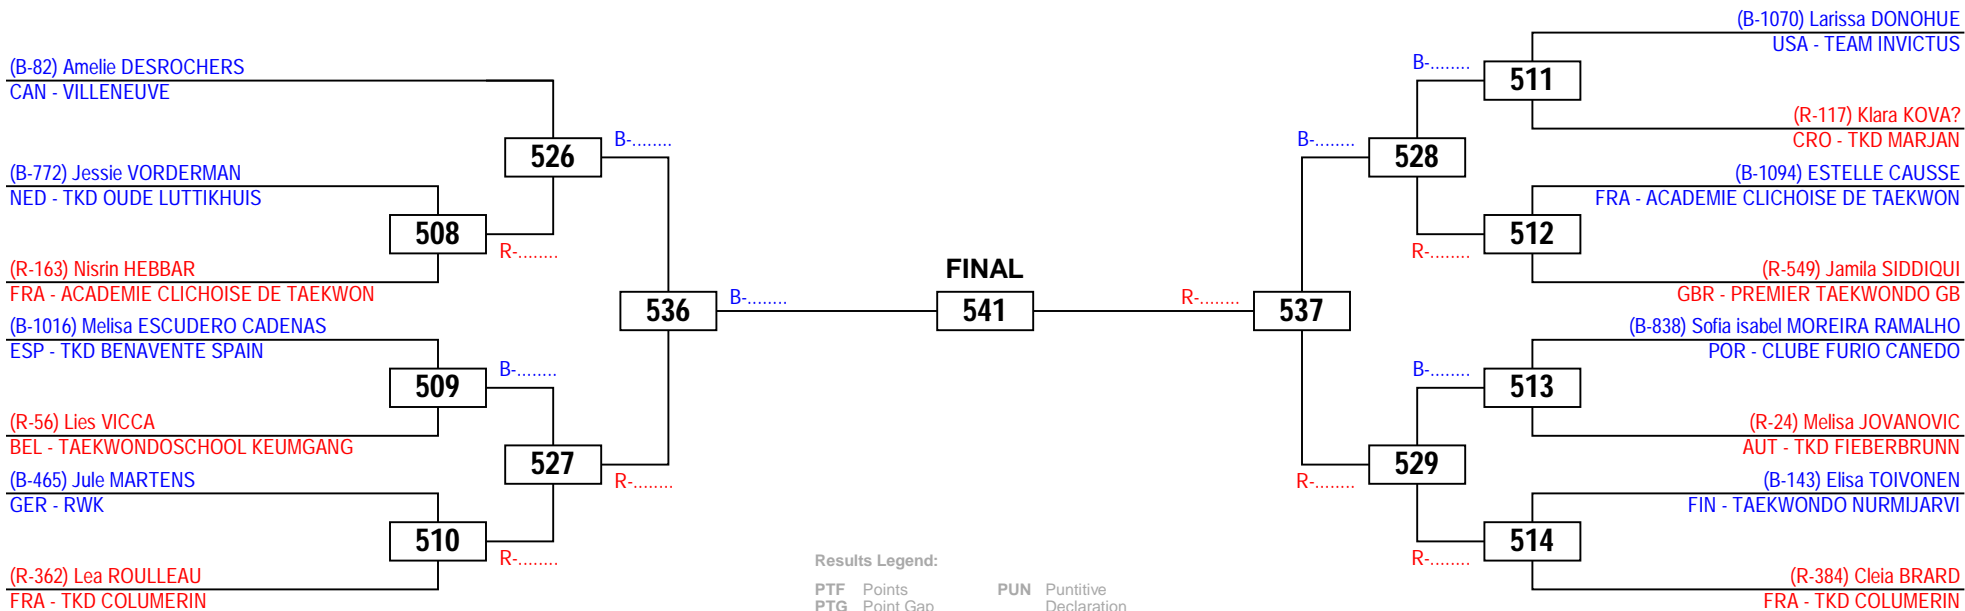 (B-82) Amelie DESROCHERS
CAN - VILLENEUVE
(B-772) Jessie VORDERMAN
NED - TKD OUDE LUTTIKHUIS
(R-163) Nisrin HEBBAR
FRA - ACADEMIE CLICHOISE DE TAEKWON
(B-1016) Melisa ESCUDERO CADENAS
ESP - TKD BENAVENTE SPAIN
(R-56) Lies VICCA
BEL - TAEKWONDOSCHOOL KEUMGANG
(B-465) Jule MARTENS
GER - RWK
(R-362) Lea ROULLEAU
FRA - TKD COLUMERIN
508
R-........
509
B-........
510
R-........
526
B-........
527
R-........
536
B-........
FINAL
541
R-........
537
B-........
528
R-........
529
B-........
511
R-........
512
B-........
513
R-........
514
(B-1070) Larissa DONOHUE
USA - TEAM INVICTUS
(R-117) Klara KOVA?
CRO - TKD MARJAN
(B-1094) ESTELLE CAUSSE
FRA - ACADEMIE CLICHOISE DE TAEKWON
(R-549) Jamila SIDDIQUI
GBR - PREMIER TAEKWONDO GB
(B-838) Sofia isabel MOREIRA RAMALHO
POR - CLUBE FURIO CANEDO
(R-24) Melisa JOVANOVIC
AUT - TKD FIEBERBRUNN
(B-143) Elisa TOIVONEN
FIN - TAEKWONDO NURMIJARVI
(R-384) Cleia BRARD
FRA - TKD COLUMERIN
Results Legend:
PTF Points
PTG Point Gap
PUN Puntitive
Declaration